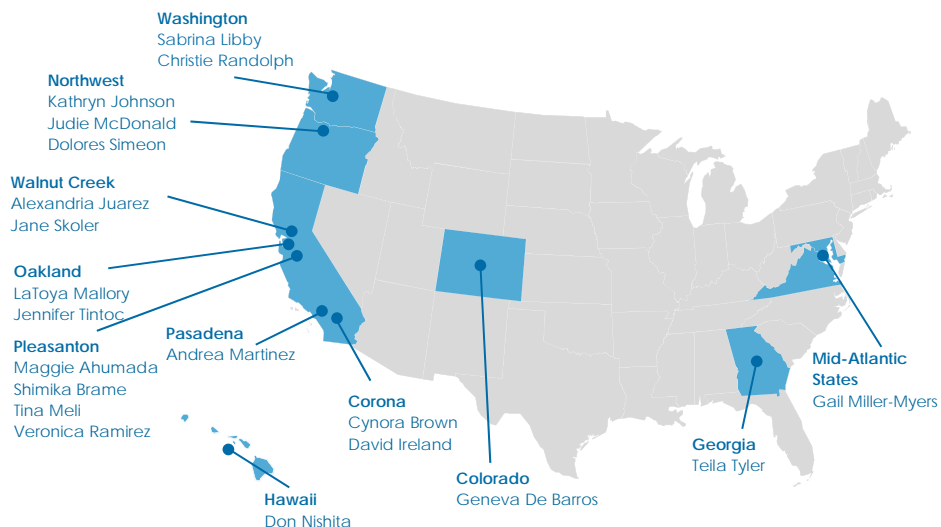 Washington
Sabrina Libby
Christie Randolph
Northwest
Kathryn Johnson
Judie McDonald
Dolores Simeon
Walnut Creek
Alexandria Juarez
Jane Skoler
Oakland
LaToya Mallory
Jennifer Tintoc
Pleasanton
Maggie Ahumada
Shimika Brame
Tina Meli
Veronica Ramirez
Pasadena
Andrea Martinez
Corona
Cynora Brown
David Ireland
Hawaii
Don Nishita
Colorado
Geneva De Barros
Georgia
Teila Tyler
Mid-Atlantic
States
Gail Miller-Myers